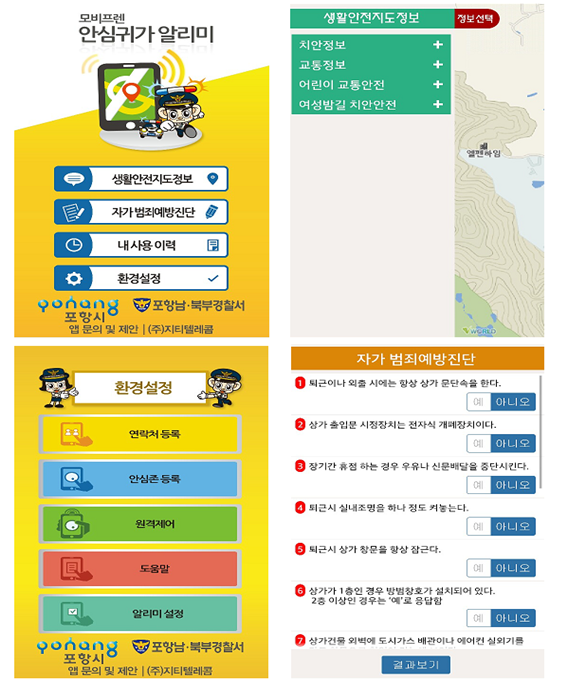 모비프렌
안심귀가 알리미
생활안전지도정보
자가 범죄예방진단
내 사용 이력
환경설정
pohang
포항시
포항남·북부경찰서
앱 문의 및 제안 | (주)지티텔레콤
생활안전지도정보
정보선택
치안정보 +
교통정보 +
어린이 교통안전 +
여성밤길 치안안전 +
엘펜하임
WORLD
환경설정
연락처 등록
안심존 등록
원격제어
도움말
알리미 설정
pohang
포항시
포항남·북부경찰서
앱 문의 및 제안 | (주)지티텔레콤
자가 범죄예방진단
1 퇴근이나 외출 시에는 항상 상가 문단속을 한다.
예 아니오
2 상가 출입문 시정장치는 전자식 개폐장치이다.
예 아니오
3 장기간 휴점 하는 경우 우유나 신문배달을 중단시킨다.
예 아니오
4 퇴근시 실내조명을 하나 정도 켜놓는다.
예 아니오
5 퇴근시 상가 창문을 항상 잠근다.
예 아니오
6 상가가 1층인 경우 방범창호가 설치되어 있다.
2층 이상인 경우는 '예'로 응답함
예 아니오
7 상가건물 외벽에 도시가스 배관이나 에어컨 실외기를
결과보기